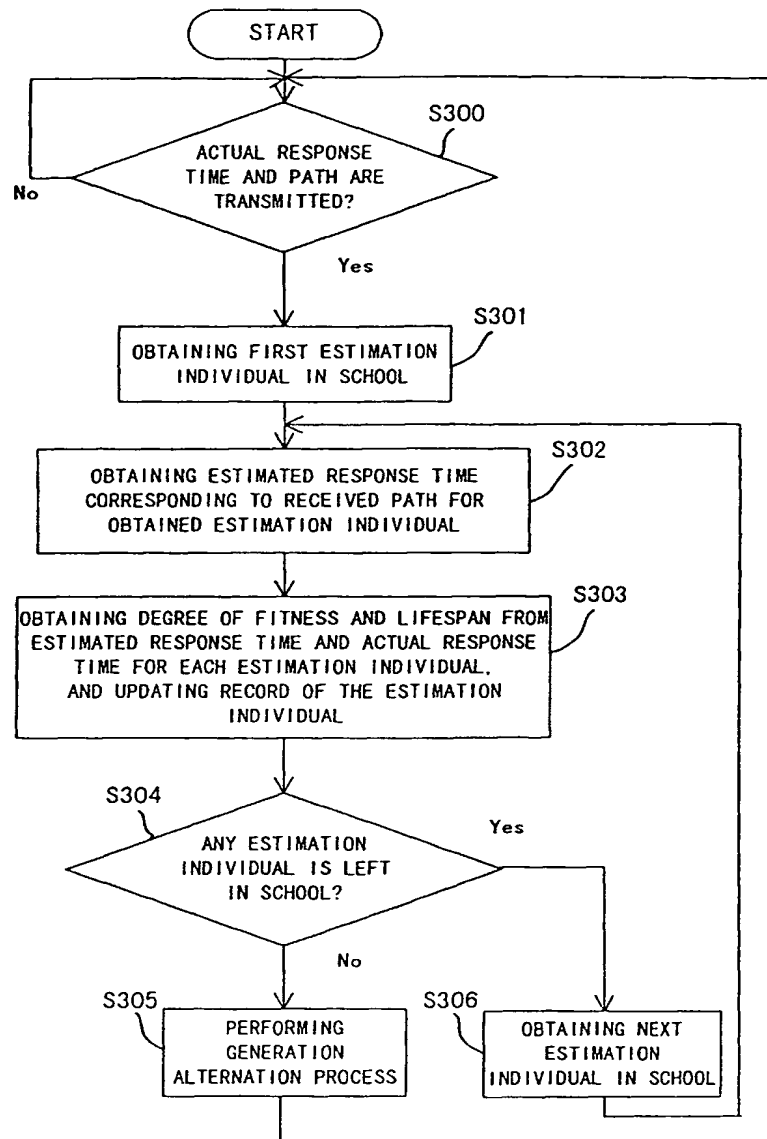 START
S300
ACTUAL RESPONSE
TIME AND PATH ARE
TRANSMITTED?
No
Yes
S301
OBTAINING FIRST ESTIMATION
INDIVIDUAL IN SCHOOL
S302
OBTAINING ESTIMATED RESPONSE TIME
CORRESPONDING TO RECEIVED PATH FOR
OBTAINED ESTIMATION INDIVIDUAL
S303
OBTAINING DEGREE OF FITNESS AND LIFESPAN FROM
ESTIMATED RESPONSE TIME AND ACTUAL RESPONSE
TIME FOR EACH ESTIMATION INDIVIDUAL,
AND UPDATING RECORD OF THE ESTIMATION
INDIVIDUAL
S304
ANY ESTIMATION
INDIVIDUAL IS LEFT
IN SCHOOL?
Yes
No
S305
PERFORMING
GENERATION
ALTERNATION PROCESS
S306
OBTAINING NEXT
ESTIMATION
INDIVIDUAL IN SCHOOL